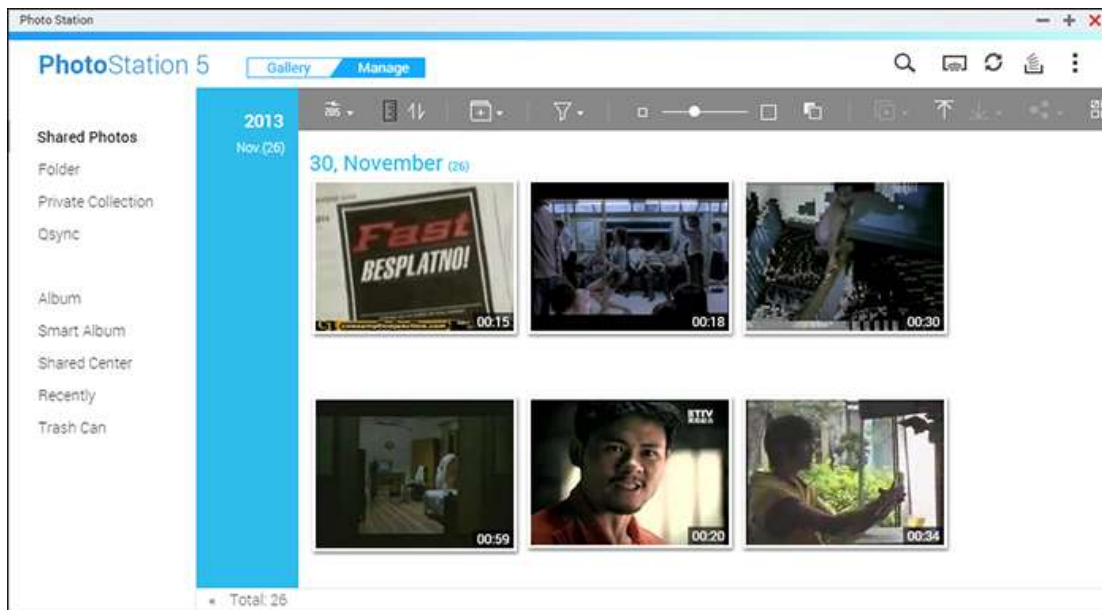 Photo Station
PhotoStation 5
Gallery
Manage
Shared Photos
Folder
Private Collection
Qsync
Album
Smart Album
Shared Center
Recently
Trash Can
2013
Nov.(26)
30, November (26)
Fast
BESPLATNO!
00:15
00:18
00:30
00:59
ETTV
00:20
00:34
Total: 26